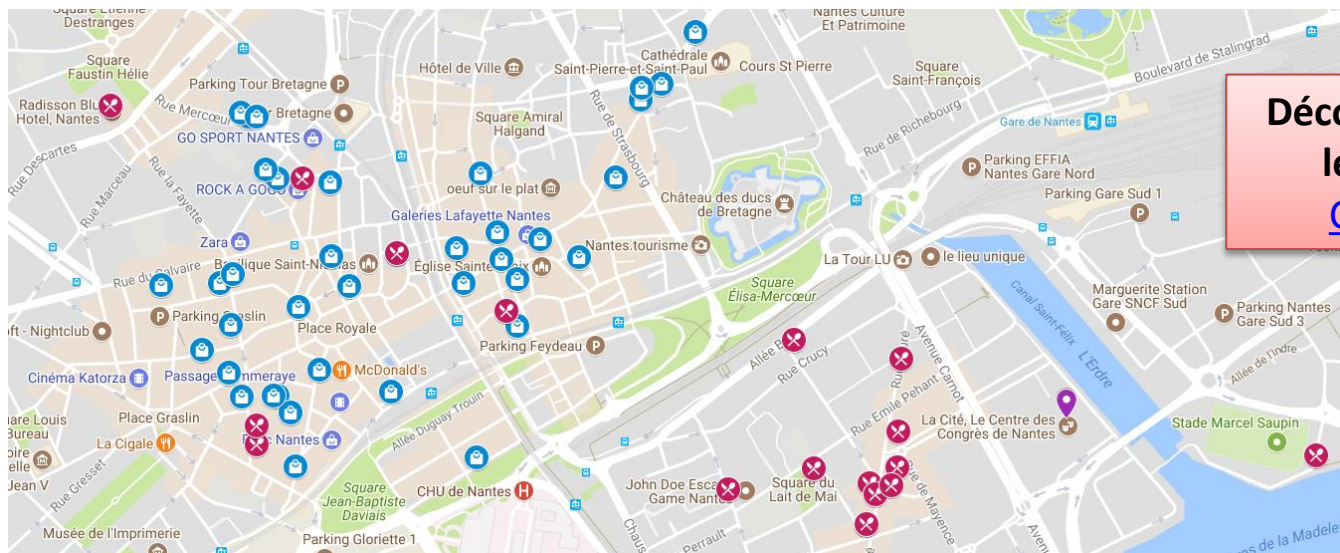 Square Etienne
Destranges
Square
Faustin Hélie
Parking Tour Bretagne
Hôtel de Ville
Cathédrale
Saint-Pierre-et-Saint-Paul
Cours St Pierre
Nantes Culture
Et Patrimoine
Square
Saint-François
Boulevard de Stalingrad
Radisson Blu
Hotel, Nantes
Rue Mercœur
Bretagne
GO SPORT NANTES
Square Amiral
Halgand
Rue de Strasbourg
Rue de Richebourg
Gare de Nantes
Rue Descartes
Rue Marceau
Rue la Fayette
ROCK A GOGO
oeuf sur le plat
Château des ducs
de Bretagne
Parking EFFIA
Nantes Gare Nord
Parking Gare Sud 1
Galeries Lafayette Nantes
Zara
Nantes.tourisme
Rue du Calvaire
Basilique Saint-Nicolas
Église Sainte
La Tour LU
le lieu unique
Square
Élisa-Mercœur
Canal Saint-Félix
L'Erdre
Marguerite Station
Gare SNCF Sud
Parking Nantes
Gare Sud 3
Nightclub
Parking
Place Royale
Parking Feydeau
Allée
Rue Crucy
Avenue Carnot
Allée de l'Indre
Cinéma Katorza
Passage
McDonald's
Rue Emile Pehant
Place Graslin
La Cigale
Nantes
Allée Duguay Trouin
La Cité, Le Centre des
Congrès de Nantes
Stade Marcel Saupin
Square Louis
Bureau
Jean V
Rue Gresset
Square
Jean-Baptiste
Daviais
CHU de Nantes
John Doe Escape
Game Nantes
Square du
Lait de Mai
Rue de Mayence
Musée de l'Imprimerie
Parking Gloriette 1
Perrault